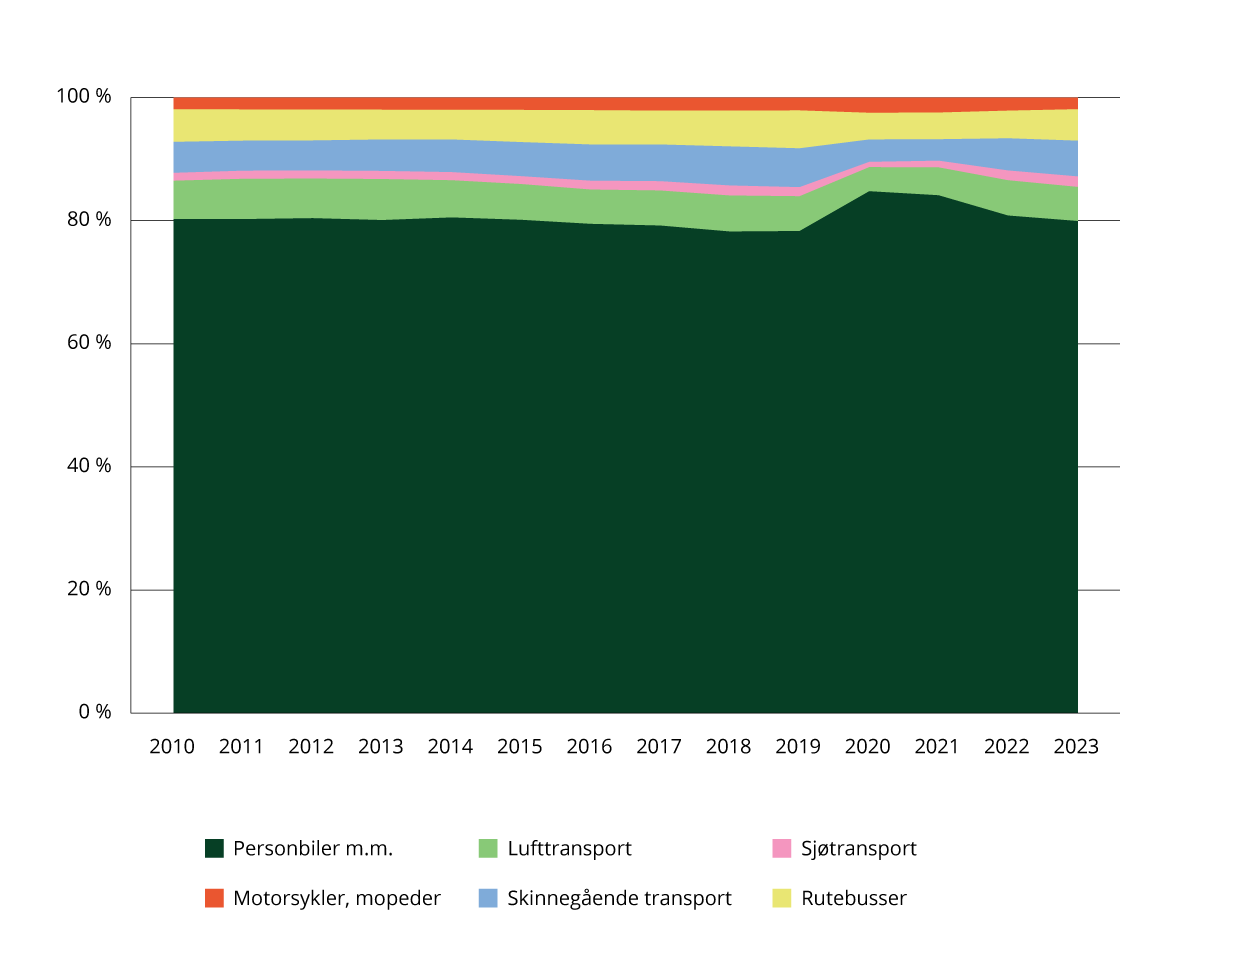 100 %
80 %
60 %
40 %
20 %
0 %
2010 2011 2012 2013 2014 2015 2016 2017 2018 2019 2020 2021 2022 2023
Personbiler m.m. Lufttransport Sjøtransport
Motorsykler, mopeder Skinnegående transport Rutebusser